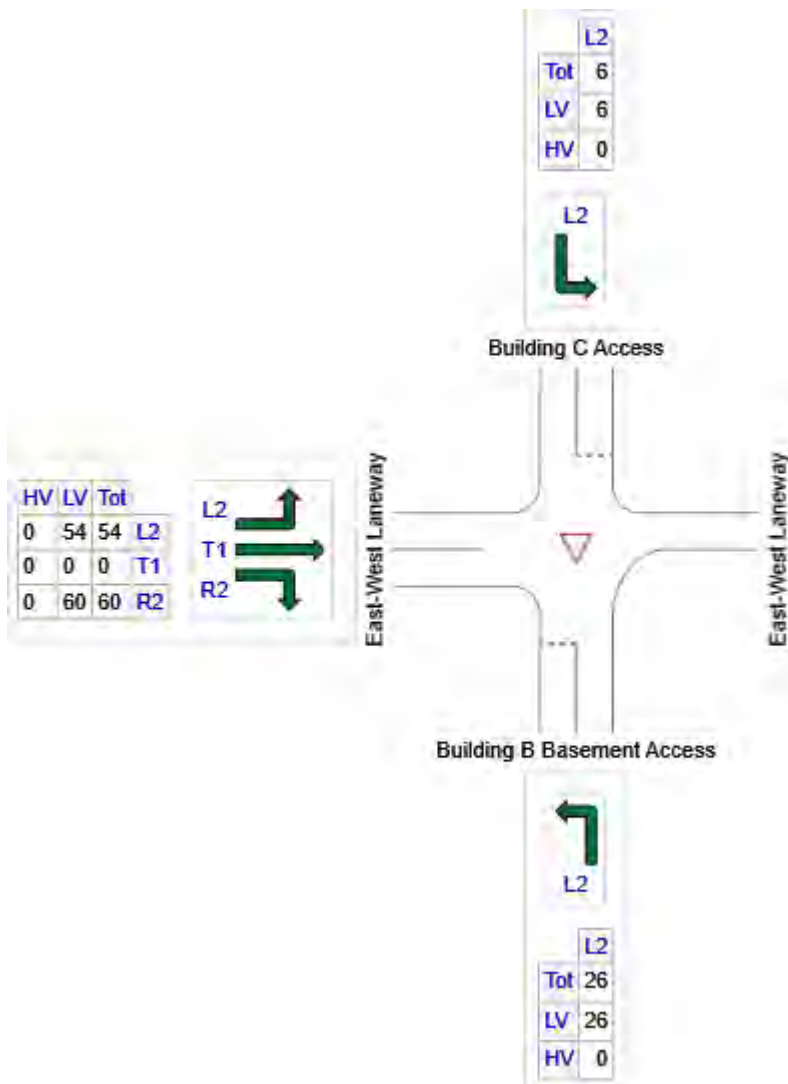 L2
Tot 6
LV 6
HV 0
L2
Building C Access
HV LV Tot
0 54 54 L2
0 0 0 T1
0 60 60 R2
L2
T1
R2
East-West Laneway
East-West Laneway
Building B Basement Access
L2
L2
Tot 26
LV 26
HV 0